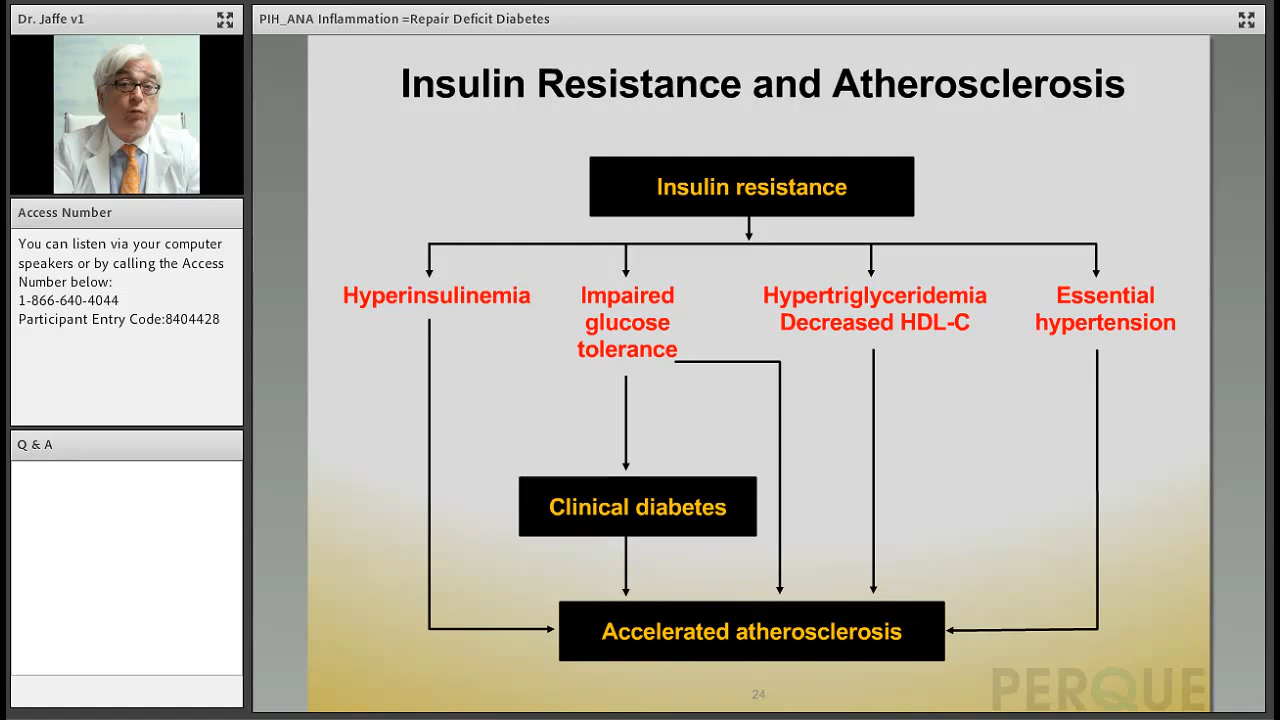 Dr. Jaffe v1
PIH_ANA Inflammation =Repair Deficit Diabetes
Access Number
You can listen via your computer
speakers or by calling the Access
Number below:
1-866-640-4044
Participant Entry Code:8404428
Q & A
Insulin Resistance and Atherosclerosis
Insulin resistance
Hyperinsulinemia
Impaired
glucose
tolerance
Hypertriglyceridemia
Decreased HDL-C
Essential
hypertension
Clinical diabetes
Accelerated atherosclerosis
24
PERQUE